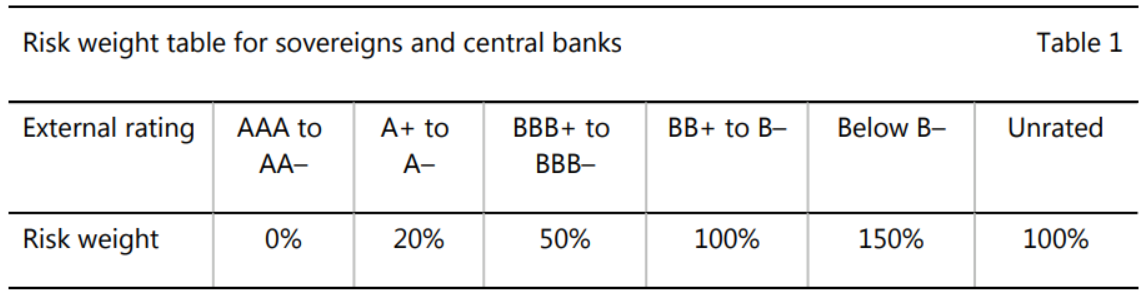 Risk weight table for sovereigns and central banks Table 1
External rating AAA to AA– A+ to A– BBB+ to BBB– BB+ to B– Below B– Unrated
Risk weight 0% 20% 50% 100% 150% 100%